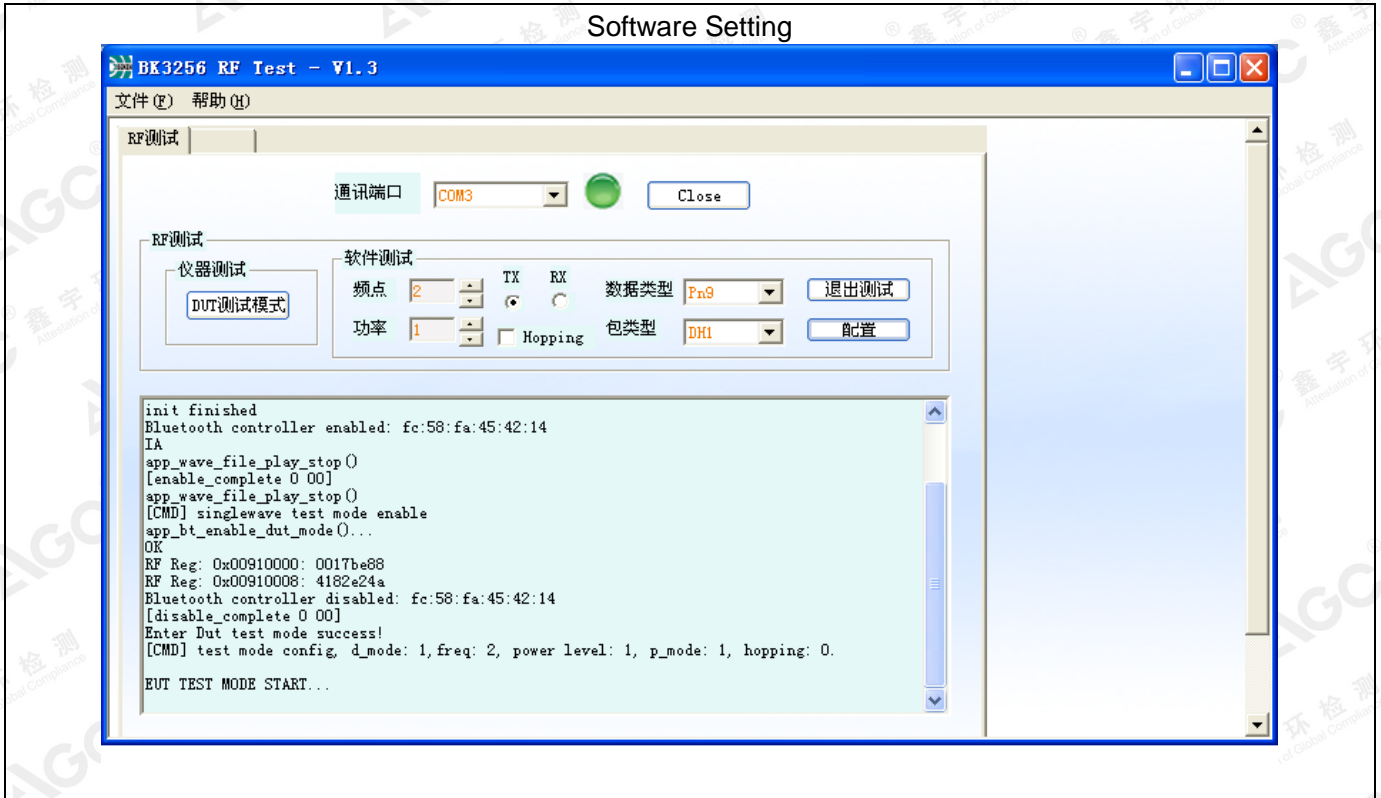 Software Setting
BK3256 RF Test - V1.3
文件(F) 帮助(H)
RF测试
通讯端口 COM3 Close
RF测试
仪器测试 软件测试
频点 2 TX RX 数据类型 Pn9 退出测试
DUT测试模式
功率 1 Hopping 包类型 DH1 配置
init finished
Bluetooth controller enabled: fc:58:fa:45:42:14
IA
app_wave_file_play_stop()
[enable_complete 0 00]
app_wave_file_play_stop()
[CMD] singlewave test mode enable
app_bt_enable_dut_mode()...
OK
RF Reg: 0x00910000: 0017be88
RF Reg: 0x00910008: 4182e24a
Bluetooth controller disabled: fc:58:fa:45:42:14
[disable_complete 0 00]
Enter Dut test mode success!
[CMD] test mode config, d_mode: 1,freq: 2, power level: 1, p_mode: 1, hopping: 0.
EUT TEST MODE START...